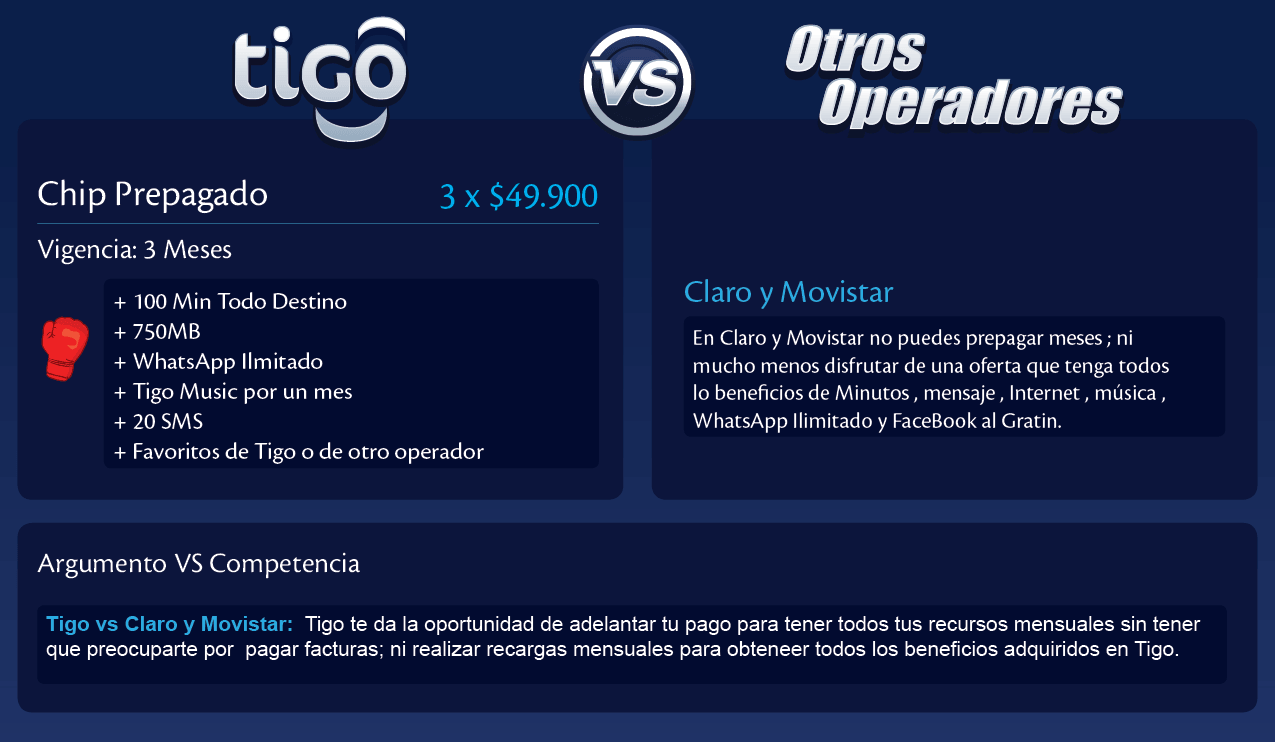 tigo
VS
Otros
Operadores
Chip Prepagado
3 x $49.900
Vigencia: 3 Meses
+ 100 Min Todo Destino
+ 750MB
+ WhatsApp Ilmitado
+ Tigo Music por un mes
+ 20 SMS
+ Favoritos de Tigo o de otro operador
Claro y Movistar
En Claro y Movistar no puedes prepagar meses ; ni
mucho menos disfrutar de una oferta que tenga todos
lo beneficios de Minutos , mensaje , Internet , música ,
WhatsApp Ilimitado y FaceBook al Gratin.
Argumento VS Competencia
Tigo vs Claro y Movistar: Tigo te da la oportunidad de adelantar tu pago para tener todos tus recursos mensuales sin tener
que preocuparte por pagar facturas; ni realizar recargas mensuales para obteneer todos los beneficios adquiridos en Tigo.